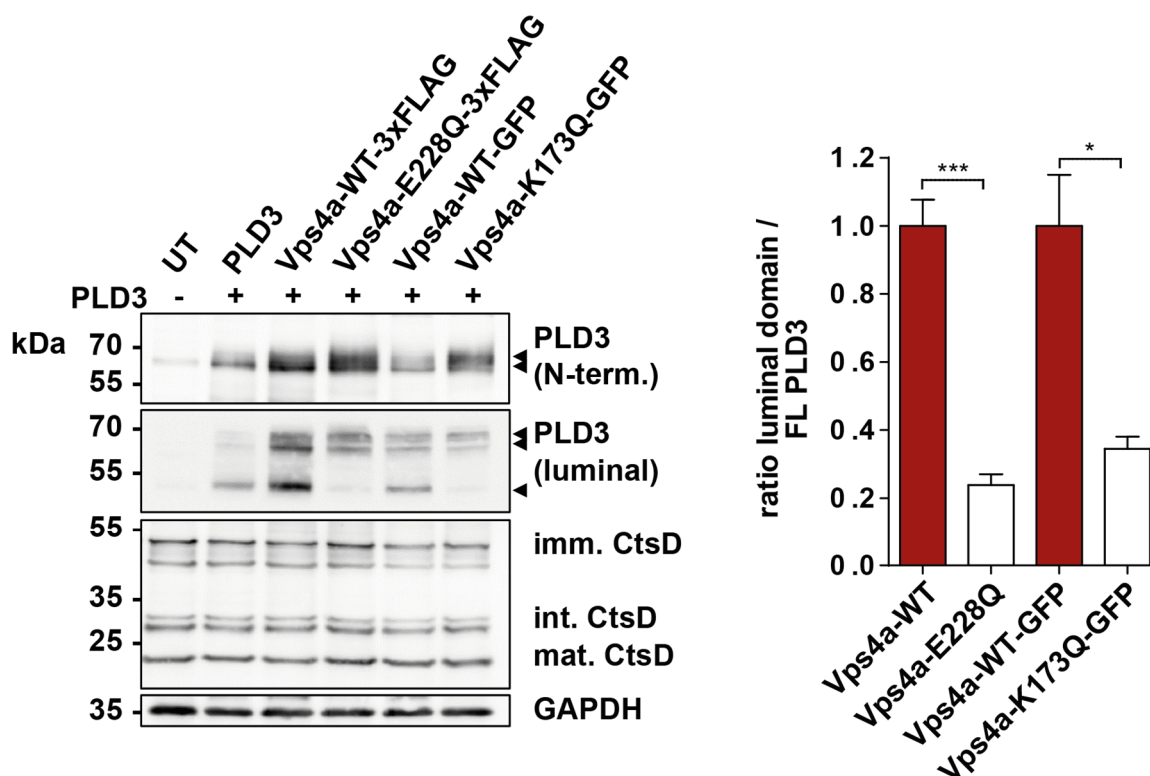 UT
PLD3
Vps4a-WT-3xFLAG
Vps4a-E228Q-3xFLAG
Vps4a-WT-GFP
Vps4a-K173Q-GFP
PLD3 - + + + + +
kDa
70
55
PLD3
(N-term.)
70
55
PLD3
(luminal)
55
35
25
imm. CtsD
int. CtsD
mat. CtsD
35
GAPDH
ratio luminal domain /
FL PLD3
1.2
1.0
0.8
0.6
0.4
0.2
0.0
***
*
Vps4a-WT
Vps4a-E228Q
Vps4a-WT-GFP
Vps4a-K173Q-GFP